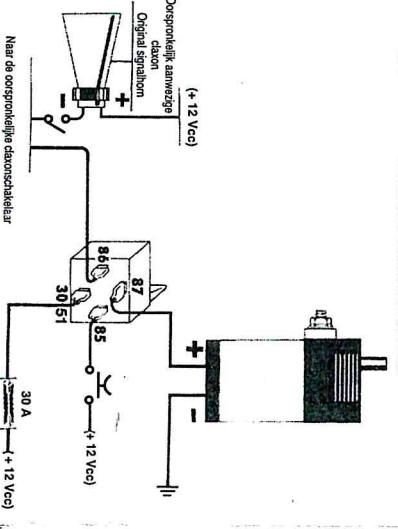 Oorspronkelijk aanwezige
claxon
Original signalhorn
(+ 12 Vcc)
+
-
Naar de oorspronkelijke claxonschakelaar
86
87
30/51
85
+
-
(+ 12 Vcc)
30 A
(+ 12 Vcc)